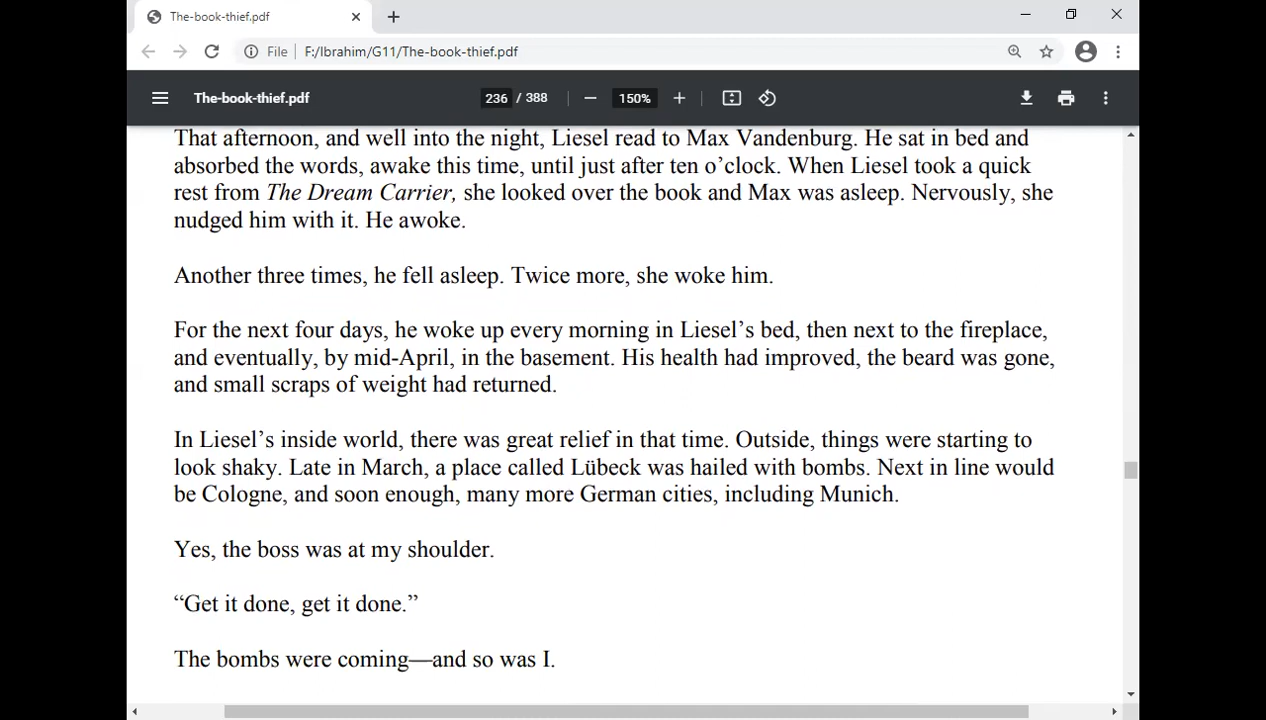 The-book-thief.pdf
File F:/Ibrahim/G11/The-book-thief.pdf
The-book-thief.pdf 236 / 388 150%
That afternoon, and well into the night, Liesel read to Max Vandenburg. He sat in bed and
absorbed the words, awake this time, until just after ten o’clock. When Liesel took a quick
rest from The Dream Carrier, she looked over the book and Max was asleep. Nervously, she
nudged him with it. He awoke.
Another three times, he fell asleep. Twice more, she woke him.
For the next four days, he woke up every morning in Liesel’s bed, then next to the fireplace,
and eventually, by mid-April, in the basement. His health had improved, the beard was gone,
and small scraps of weight had returned.
In Liesel’s inside world, there was great relief in that time. Outside, things were starting to
look shaky. Late in March, a place called Lübeck was hailed with bombs. Next in line would
be Cologne, and soon enough, many more German cities, including Munich.
Yes, the boss was at my shoulder.
“Get it done, get it done.”
The bombs were coming—and so was I.